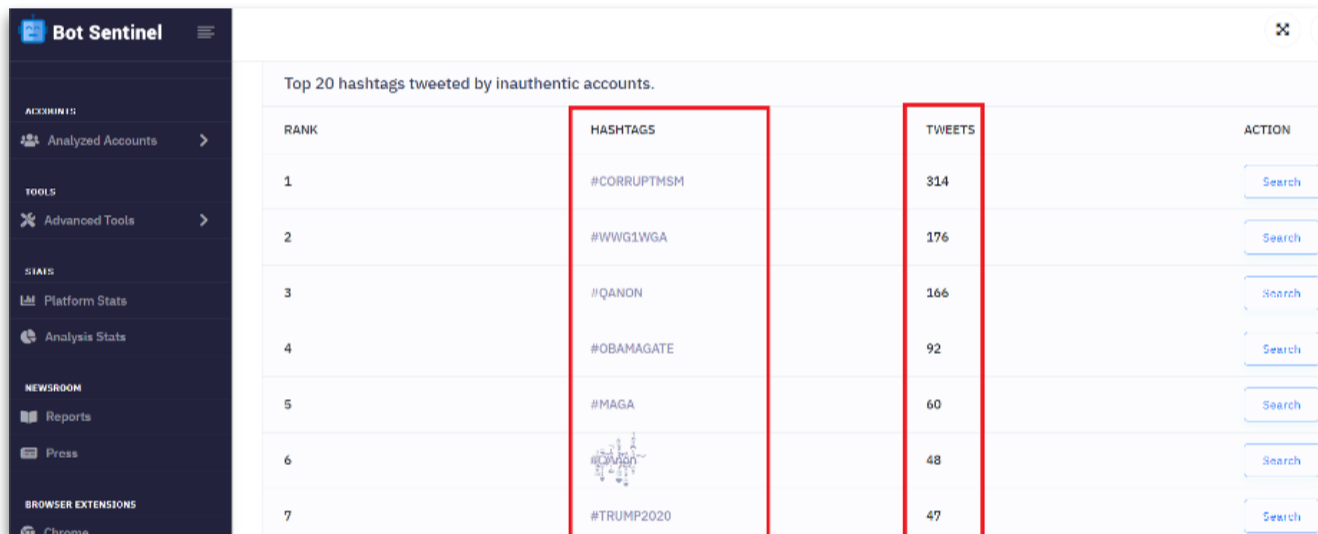 Bot Sentinel
ACCOUNTS
Analyzed Accounts
TOOLS
Advanced Tools
STATS
Platform Stats
Analysis Stats
NEWSROOM
Reports
Press
BROWSER EXTENSIONS
Chrome
Top 20 hashtags tweeted by inauthentic accounts.
RANK HASHTAGS TWEETS ACTION
1 #CORRUPTMSM 314 Search
2 #WWG1WGA 176 Search
3 #QANON 166 Search
4 #OBAMAGATE 92 Search
5 #MAGA 60 Search
6 #QAnon 48 Search
7 #TRUMP2020 47 Search